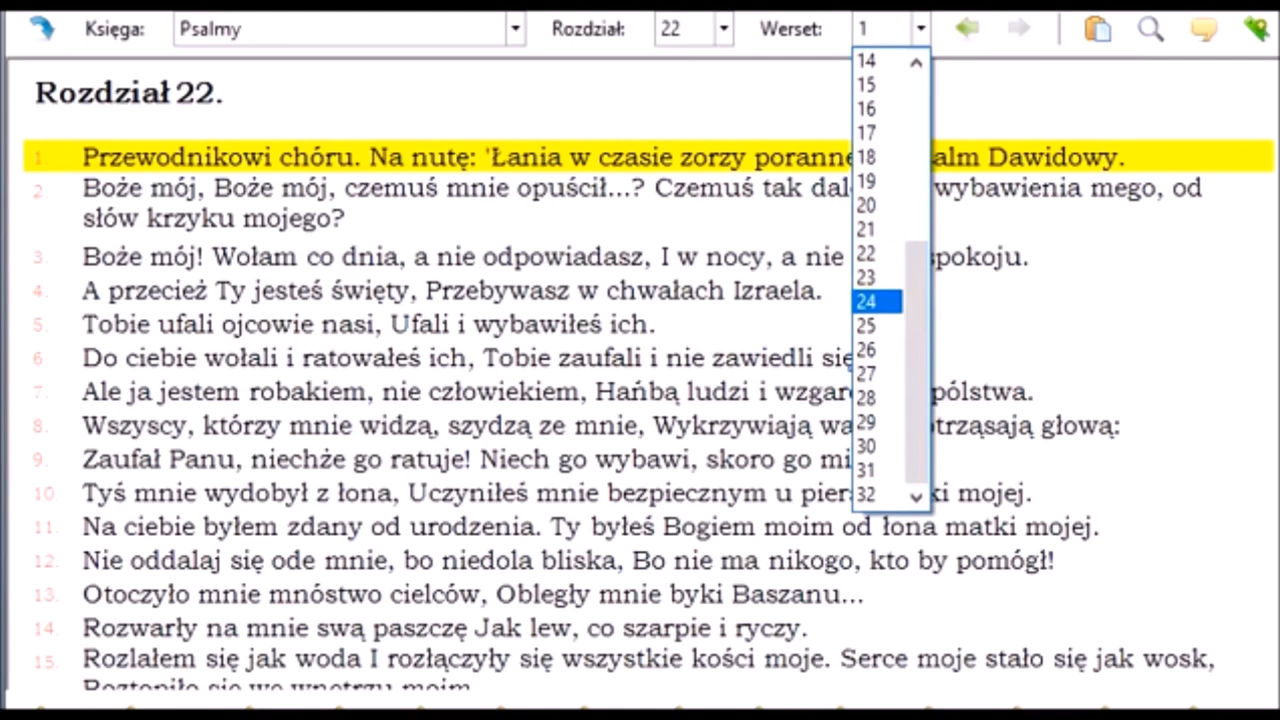 Księga: Psalmy Rozdział: 22 Werset: 1
14
15
16
17
18
19
20
21
22
23
24
25
26
27
28
29
30
31
32
Rozdział 22.
1. Przewodnikowi chóru. Na nutę: 'Łania w czasie zorzy Dawidowy.
2 Boże mój, Boże mój, czemuś mnie opuścił...? Czemuś tak wybawienia mego, od
słów krzyku mojego?
3. Boże mój! Wołam co dnia, a nie odpowiadasz, I w nocy, a nie spokoju.
4. A przecież Ty jesteś święty, Przebywasz w chwałach Izraela.
5. Tobie ufali ojcowie nasi, Ufali i wybawiłeś ich.
6. Do ciebie wołali i ratowałeś ich, Tobie zaufali i nie zawiedli się
7. Ale ja jestem robakiem, nie człowiekiem, Hańbą ludzi i
8. Wszyscy, którzy mnie widzą, szydzą ze mnie, Wykrzywiają głową:
9. Zaufał Panu, niechże go ratuje! Niech go wybawi, skoro go
10. Tyś mnie wydobył z łona, Uczyniłeś mnie bezpiecznym u mojej.
11. Na ciebie byłem zdany od urodzenia. Ty byłeś Bogiem moim od łona matki mojej.
12. Nie oddalaj się ode mnie, bo niedola bliska, Bo nie ma nikogo, kto by pomógł!
13. Otoczyło mnie mnóstwo cielców, Obległy mnie byki Baszanu...
14. Rozwarły na mnie swą paszczę Jak lew, co szarpie i ryczy.
15. Rozlałem się jak woda I rozłączyły się wszystkie kości moje. Serce moje stało się jak wosk,